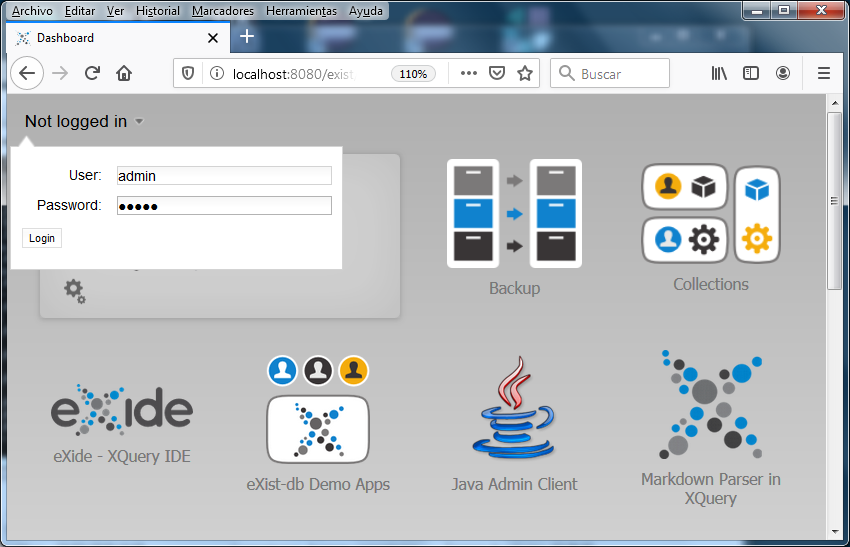 Archivo Editar Ver Historial Marcadores Herramientas Ayuda
Dashboard
localhost:8080/exist. 110% Buscar
Not logged in
User: admin
Password: ●●●●●
Login
Backup
Collections
eXide
eXide - XQuery IDE
eXist-db Demo Apps
Java Admin Client
Markdown Parser in
XQuery